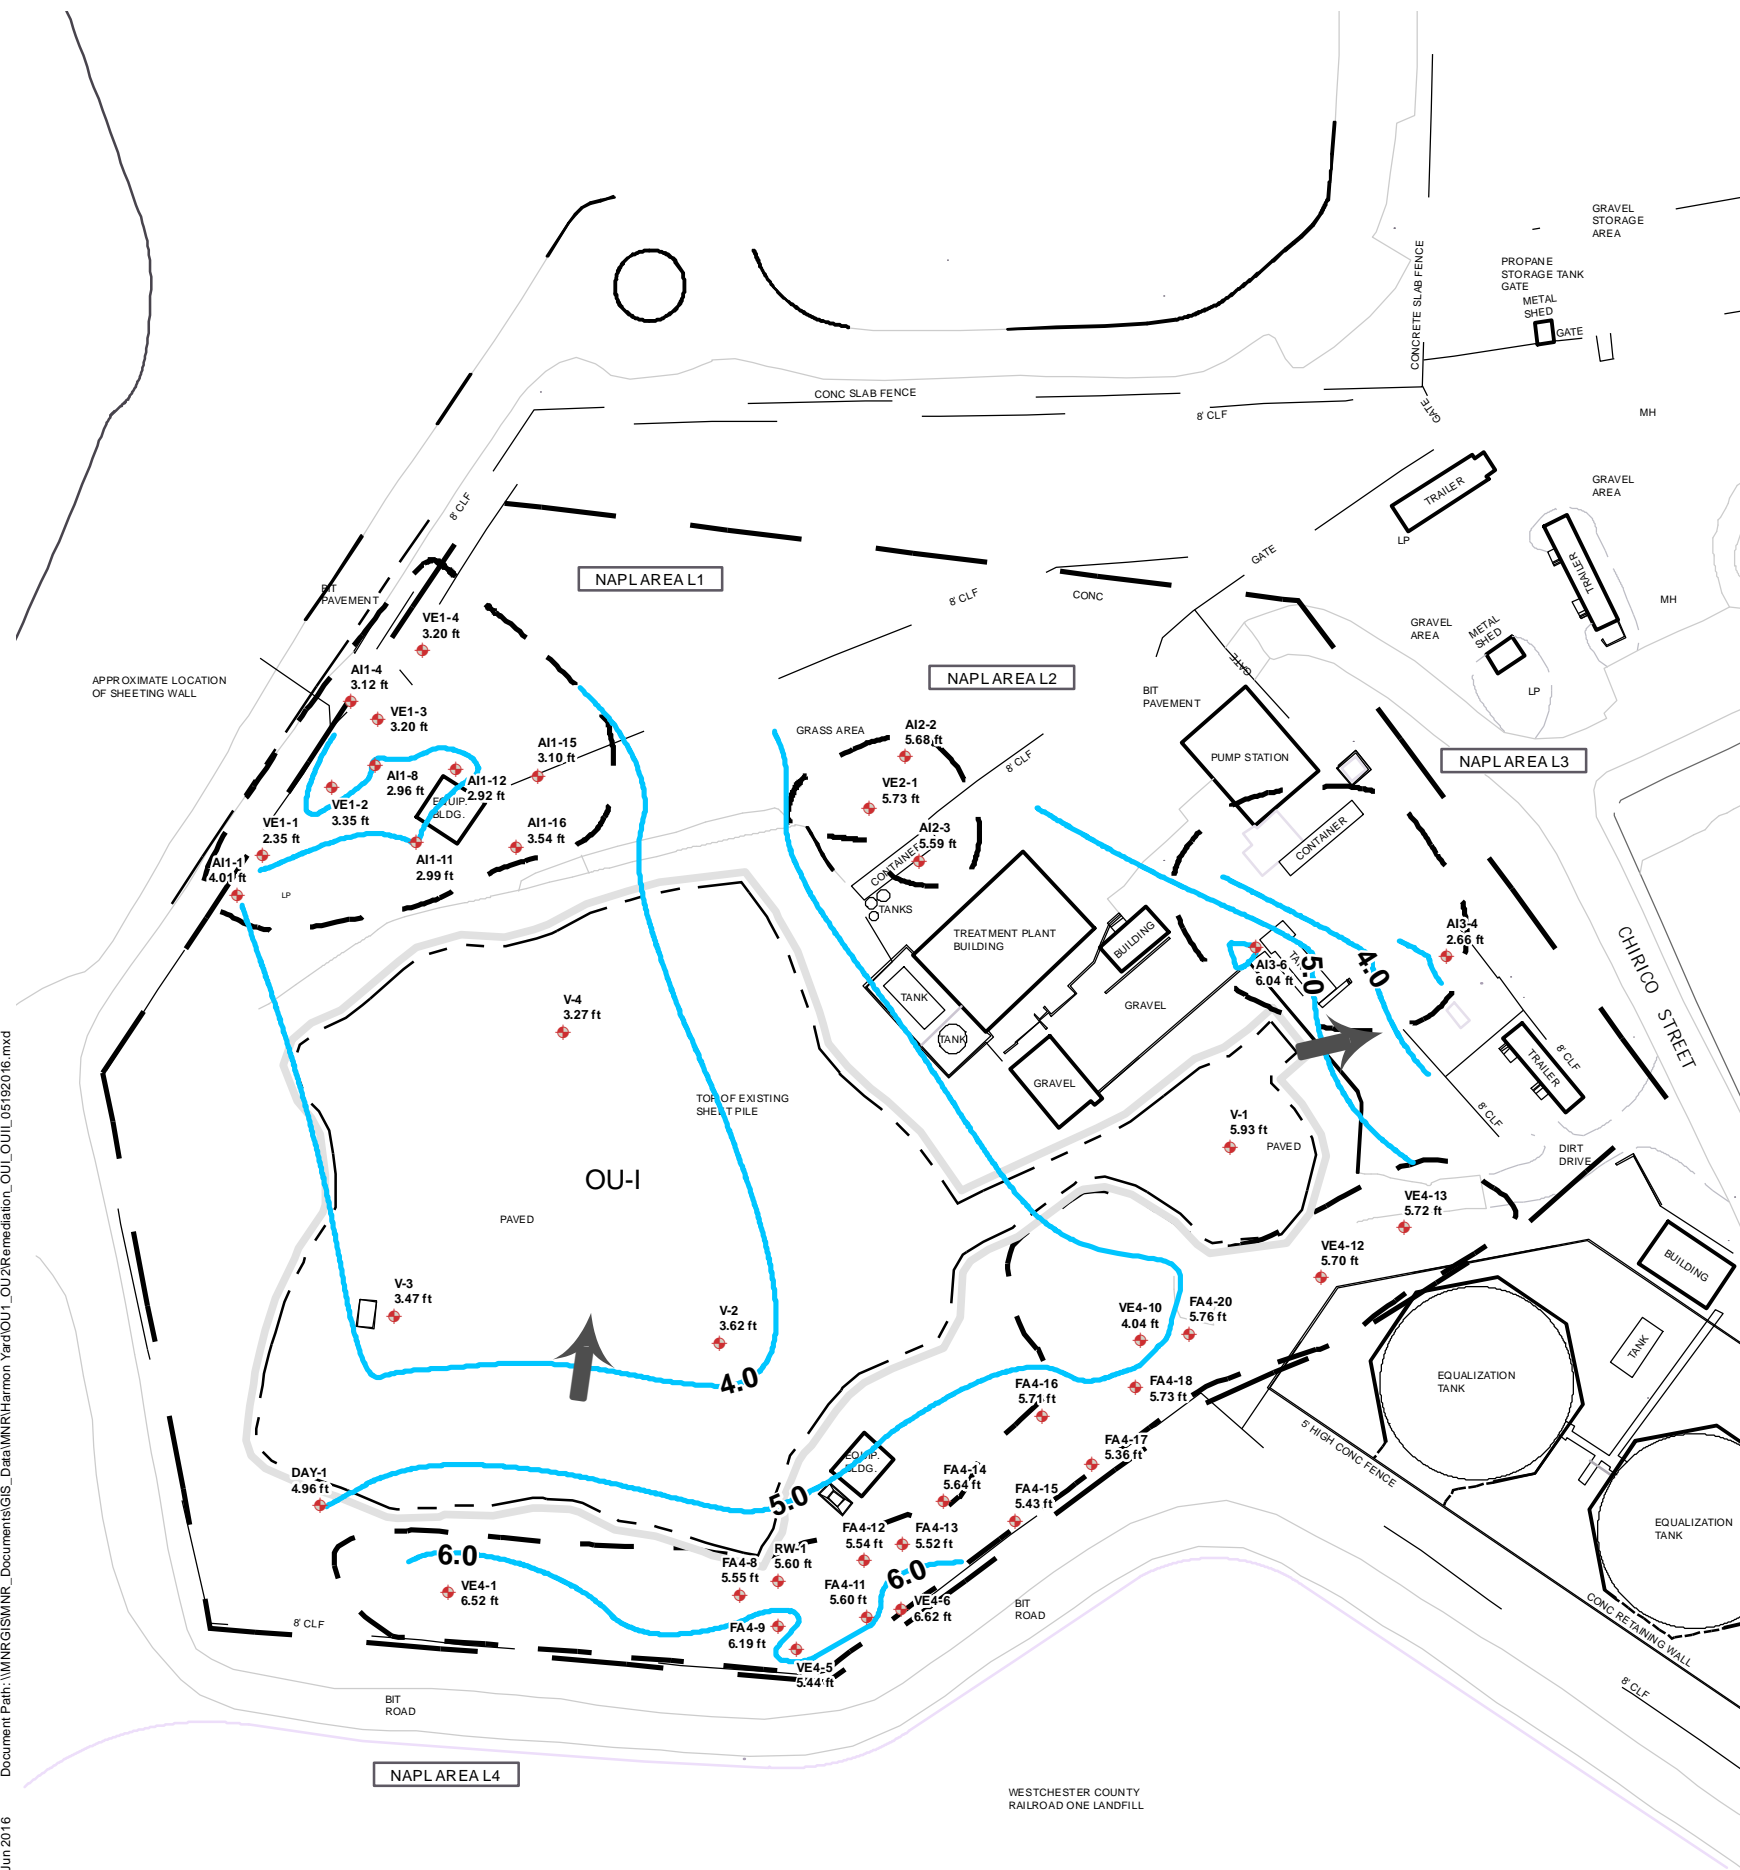 GRAVEL
STORAGE
AREA
PROPANE
STORAGE TANK
GATE
METAL
SHED
GATE
CONCRETE SLAB FENCE
CONC SLAB FENCE
8' CLF
GATE
MH
8' CLF
TRAILER
GRAVEL
AREA
LP
GATE
TRAILER
BIT
PAVEMENT
NAPL AREA L1
8' CLF
CONC
MH
VE1-4
3.20 ft
GRAVEL
AREA
METAL
SHED
APPROXIMATE LOCATION
OF SHEETING WALL
AI1-4
3.12 ft
NAPL AREA L2
GATE
BIT
PAVEMENT
LP
VE1-3
3.20 ft
GRASS AREA
AI2-2
5.68 ft
AI1-15
3.10 ft
8' CLF
PUMP STATION
NAPL AREA L3
AI1-8
2.96 ft
AI1-12
2.92 ft
VE2-1
5.73 ft
VE1-2
3.35 ft
EQUIP.
BLDG.
VE1-1
2.35 ft
AI1-16
3.54 ft
AI2-3
5.59 ft
CONTAINER
CONTAINER
AI1-1
4.01 ft
AI1-11
2.99 ft
LP
TANKS
TREATMENT PLANT
BUILDING
BUILDING
AI3-4
2.66 ft
CHIRICO STREET
AI3-6
6.04 ft
5.0
4.0
TANK
GRAVEL
V-4
3.27 ft
TANK
GRAVEL
8' CLF
TRAILER
TOP OF EXISTING
SHEET PILE
V-1
5.93 ft
PAVED
8' CLF
DIRT
DRIVE
OU-I
PAVED
VE4-13
5.72 ft
VE4-12
5.70 ft
BUILDING
V-3
3.47 ft
V-2
3.62 ft
VE4-10
4.04 ft
FA4-20
5.76 ft
TANK
4.0
FA4-16
5.71 ft
FA4-18
5.73 ft
EQUALIZATION
TANK
5' HIGH CONC FENCE
FA4-17
5.36 ft
EQUIP.
BLDG.
DAY-1
4.96 ft
FA4-14
5.64 ft
5.0
FA4-15
5.43 ft
EQUALIZATION
TANK
FA4-12
5.54 ft
FA4-13
5.52 ft
6.0
RW-1
5.60 ft
FA4-8
5.55 ft
VE4-1
6.52 ft
6.0
FA4-11
5.60 ft
VE4-6
6.62 ft
BIT
ROAD
8' CLF
FA4-9
6.19 ft
VE4-5
5.44 ft
CONC RETAINING WALL
8' CLF
BIT
ROAD
NAPL AREA L4
WESTCHESTER COUNTY
RAILROAD ONE LANDFILL
Jun 2016 Document Path: \\MNRGIS\MNR_Documents\GIS_Data\MNR\Harmon Yard\OU1_OU2\Remediation_OUI_OUII_05192016.mxd